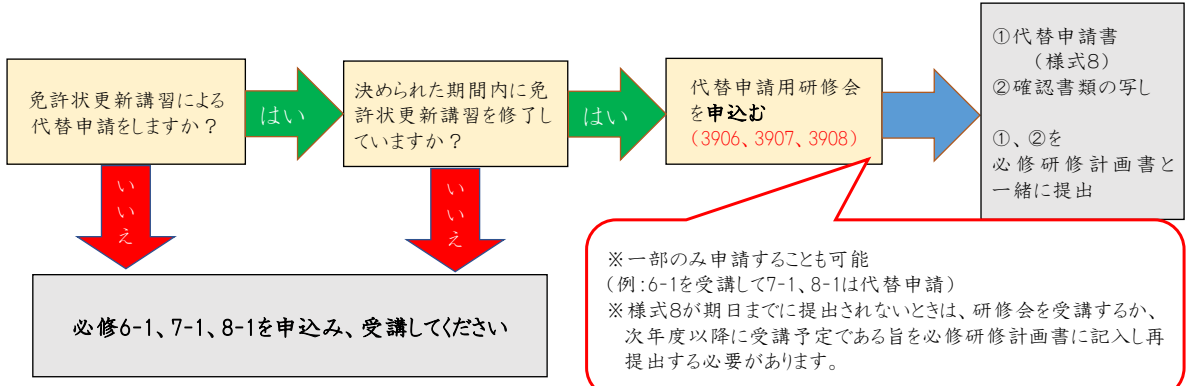 免許状更新講習による
代替申請をしますか？
はい
決められた期間内に免
許状更新講習を修了し
ていますか？
はい
代替申請用研修会
を申込む
(3906、3907、3908)
①代替申請書
（様式8）
②確認書類の写し
①、②を
必修研修計画書と
一緒に提出
いいえ
いいえ
必修6-1、7-1、8-1を申込み、受講してください
※一部のみ申請することも可能
(例:6-1を受講して7-1、8-1は代替申請)
※様式8が期日までに提出されないときは、研修会を受講するか、
次年度以降に受講予定である旨を必修研修計画書に記入し再
提出する必要があります。